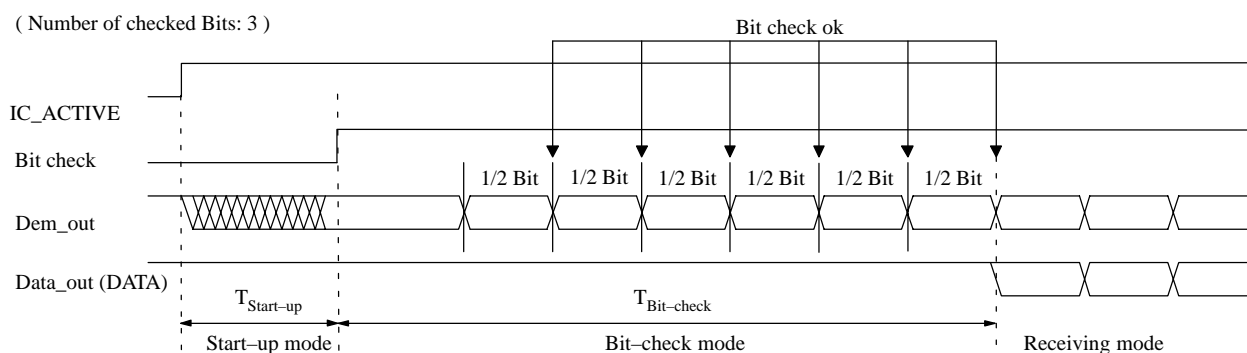 ( Number of checked Bits: 3 )
Bit check ok
IC_ACTIVE
Bit check
1/2 Bit 1/2 Bit 1/2 Bit 1/2 Bit 1/2 Bit 1/2 Bit
Dem_out
Data_out (DATA)
TStart–up TBit–check
Start–up mode Bit–check mode Receiving mode